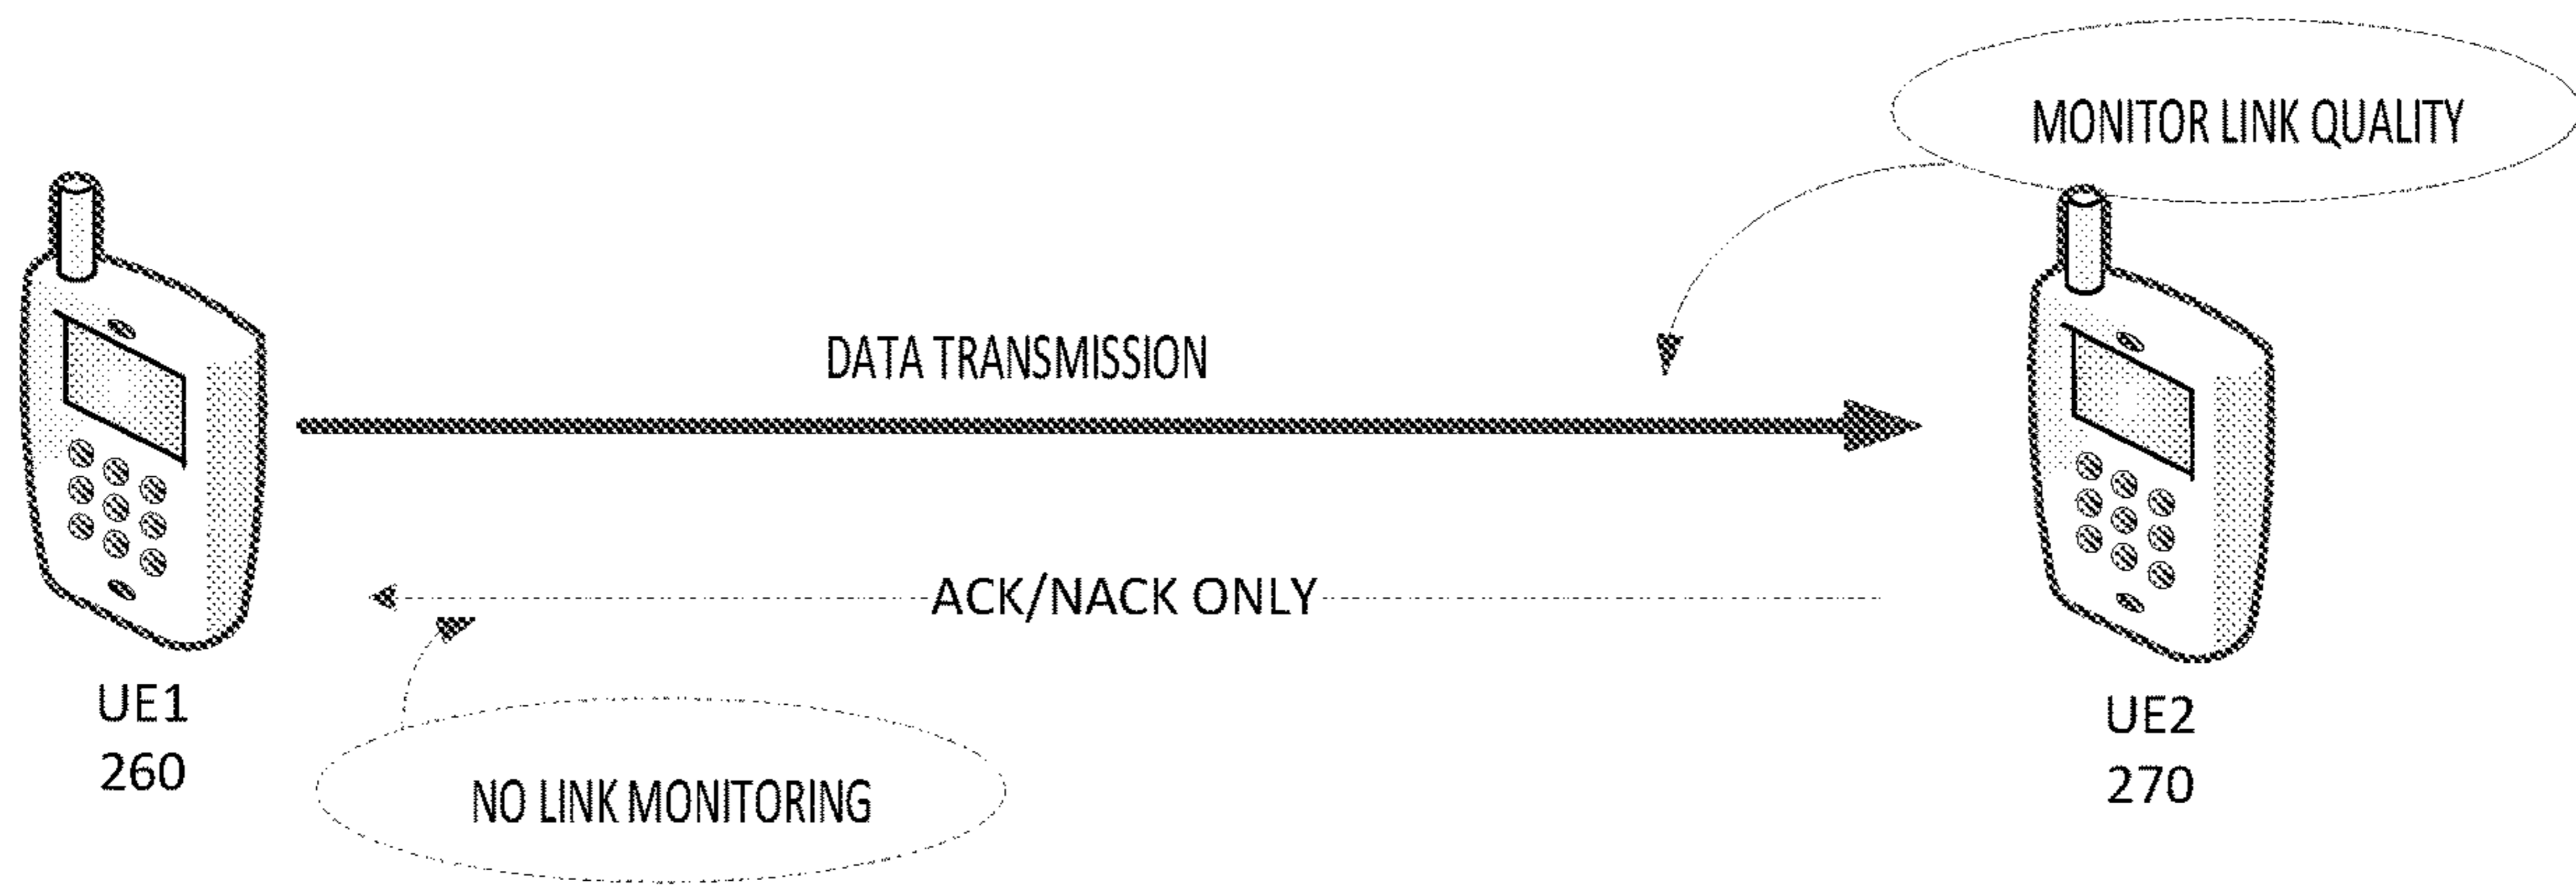 MONITOR LINK QUALITY
DATA TRANSMISSION
ACK/NACK ONLY
UE1
260
UE2
270
NO LINK MONITORING